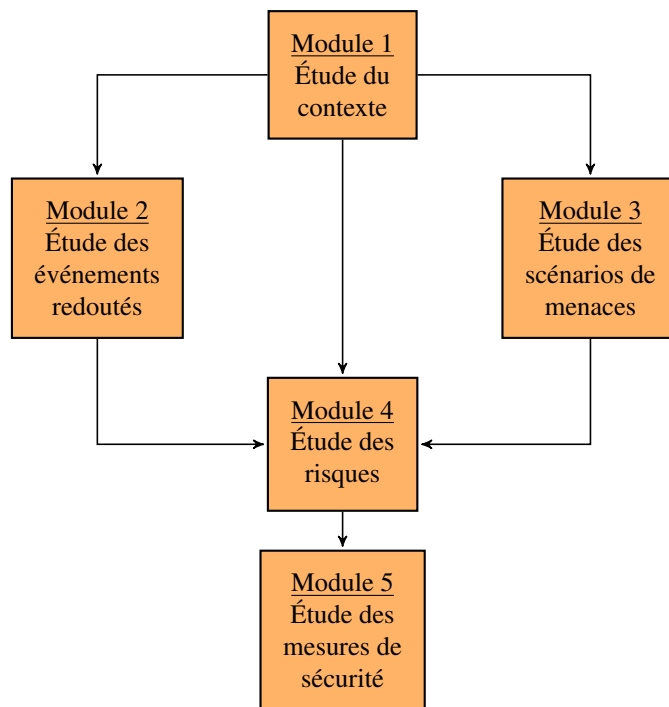 Module 1
Étude du
contexte
Module 2
Étude des
événements
redoutés
Module 3
Étude des
scénarios de
menaces
Module 4
Étude des
risques
Module 5
Étude des
mesures de
sécurité